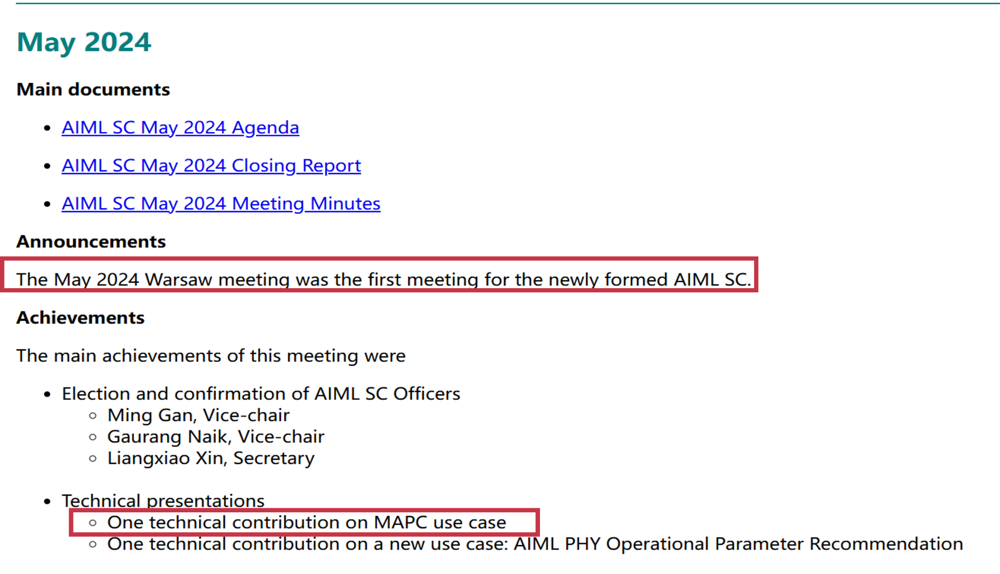 May 2024
Main documents
AIML SC May 2024 Agenda
AIML SC May 2024 Closing Report
AIML SC May 2024 Meeting Minutes
Announcements
The May 2024 Warsaw meeting was the first meeting for the newly formed AIML SC.
Achievements
The main achievements of this meeting were
Election and confirmation of AIML SC Officers
Ming Gan, Vice-chair
Gaurang Naik, Vice-chair
Liangxiao Xin, Secretary
Technical presentations
One technical contribution on MAPC use case
One technical contribution on a new use case: AIML PHY Operational Parameter Recommendation